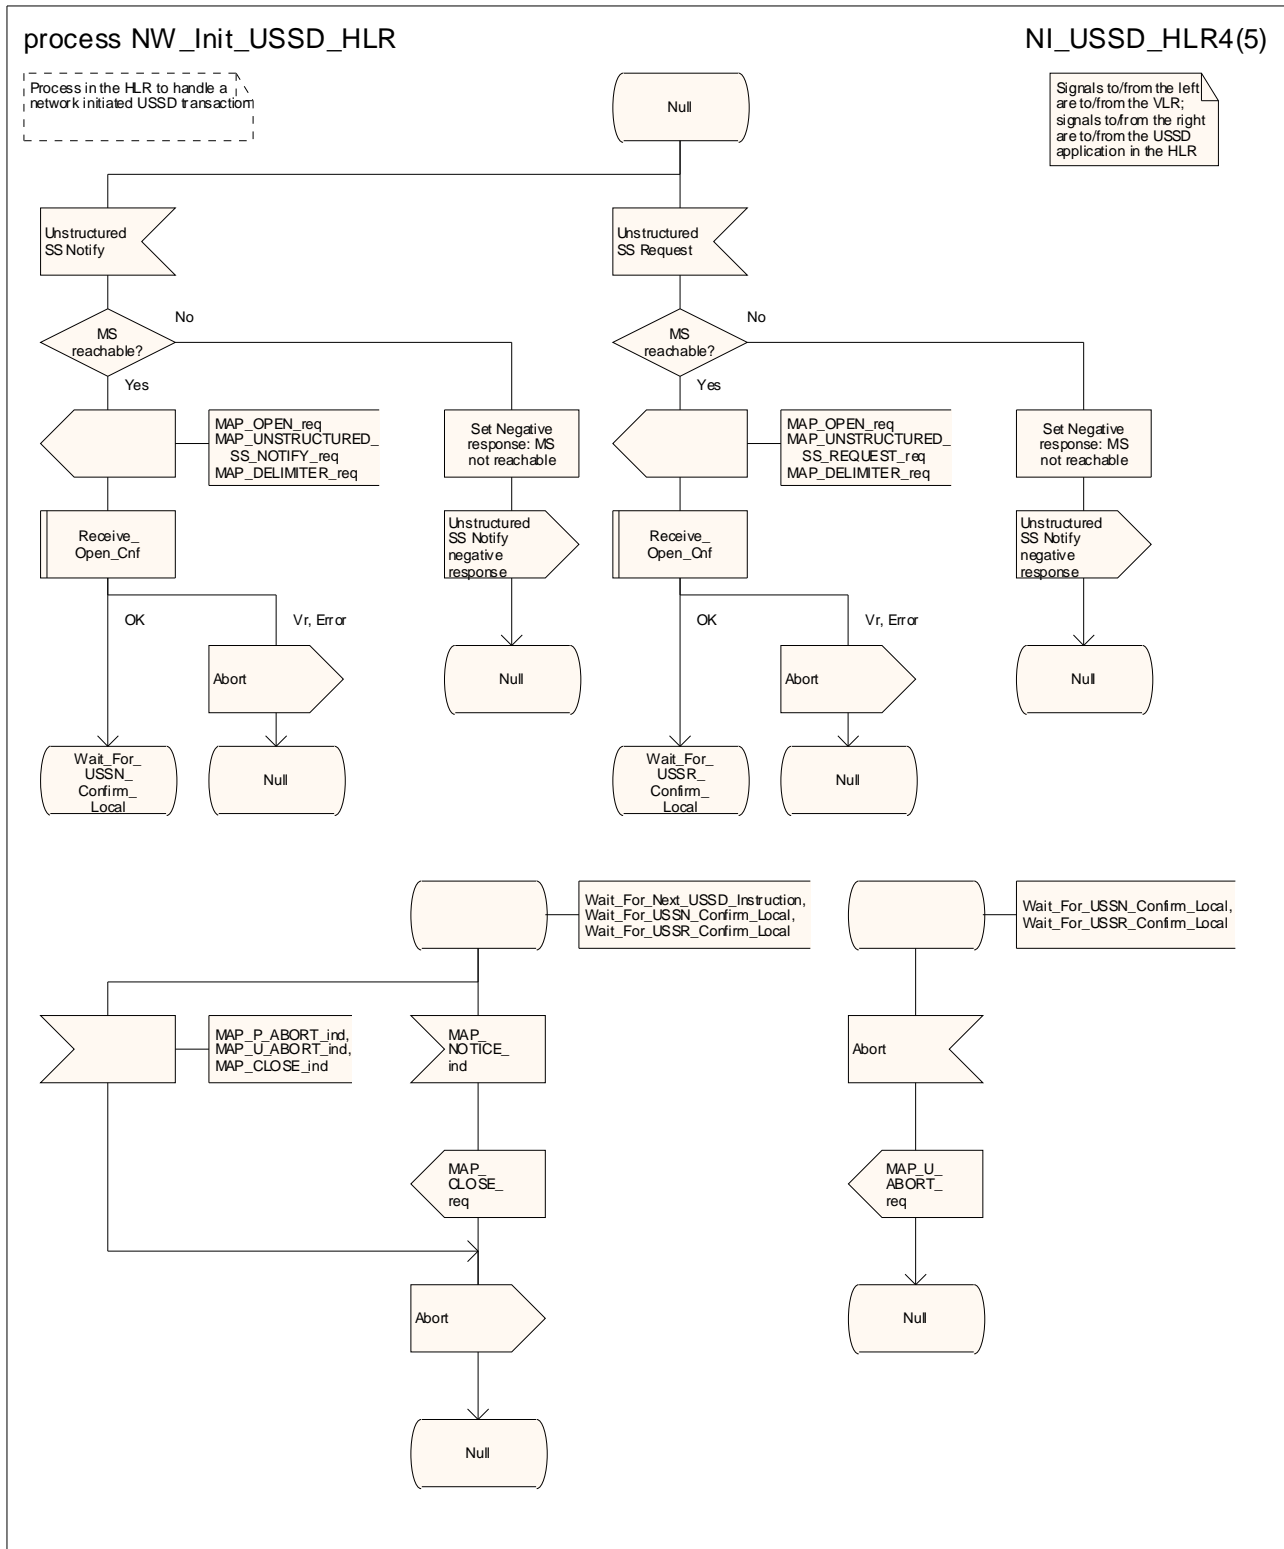 process NW_Init_USSD_HLR
NI_USSD_HLR4(5)
Process in the HLR to handle a
network initiated USSD transaction
Null
Signals to/from the left
are to/from the VLR;
signals to/from the right
are to/from the USSD
application in the HLR
Unstructured
SS Notify
Unstructured
SS Request
MS
reachable?
No
Yes
MS
reachable?
No
Yes
MAP_OPEN_req
MAP_UNSTRUCTURED_
SS_NOTIFY_req
MAP_DELIMITER_req
Set Negative
response: MS
not reachable
MAP_OPEN_req
MAP_UNSTRUCTURED_
SS_REQUEST_req
MAP_DELIMITER_req
Set Negative
response: MS
not reachable
Receive_
Open_Cnf
Unstructured
SS Notify
negative
response
Receive_
Open_Cnf
Unstructured
SS Notify
negative
response
OK
Vr, Error
OK
Vr, Error
Abort
Null
Abort
Null
Wait_For_
USSN_
Confirm_
Local
Null
Wait_For_
USSR_
Confirm_
Local
Null
Wait_For_Next_USSD_Instruction,
Wait_For_USSN_Confirm_Local,
Wait_For_USSR_Confirm_Local
Wait_For_USSN_Confirm_Local,
Wait_For_USSR_Confirm_Local
MAP_P_ABORT_ind,
MAP_U_ABORT_ind,
MAP_CLOSE_ind
MAP_
NOTICE_
ind
Abort
MAP_
CLOSE_
req
MAP_U_
ABORT_
req
Abort
Null
Null